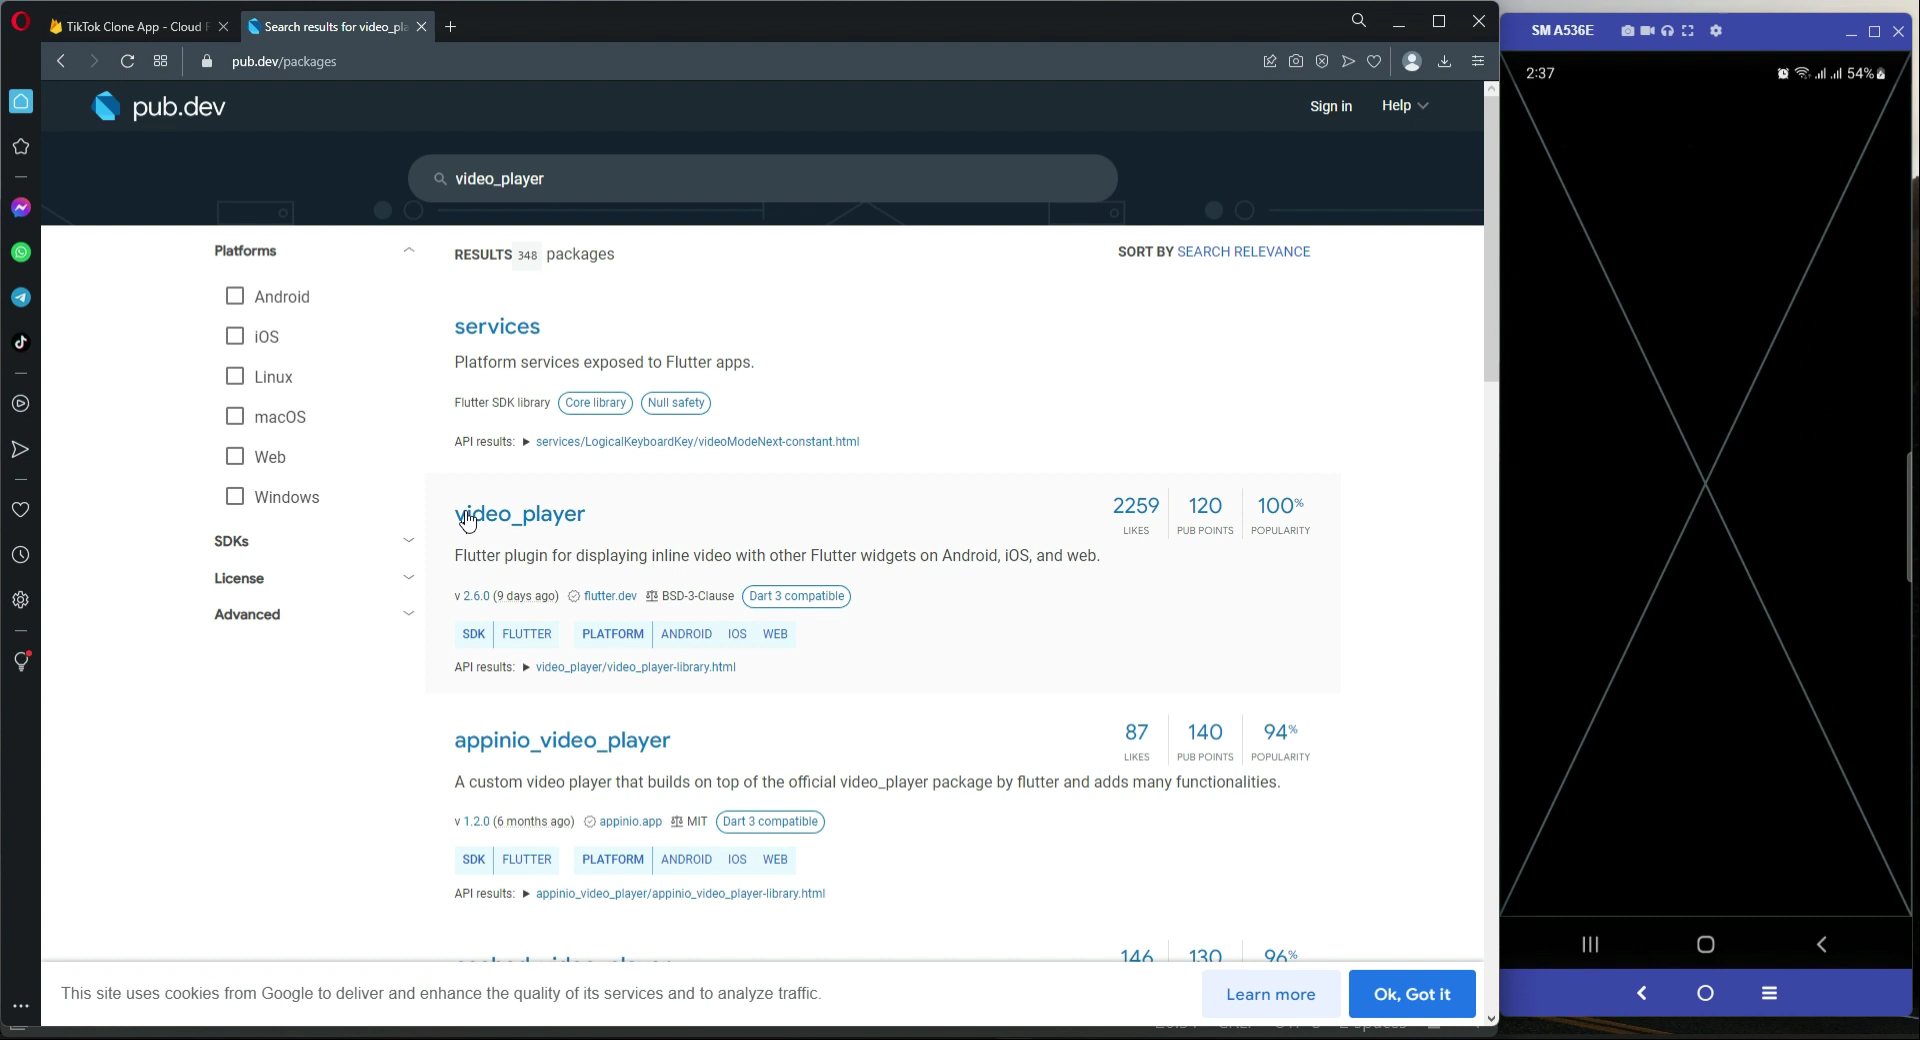 TikTok Clone App - Cloud F
Search results for video_pla
pub.dev/packages
pub.dev
Sign in
Help
video_player
Platforms
Android
iOS
Linux
macOS
Web
Windows
SDKs
License
Advanced
RESULTS 348 packages
SORT BY SEARCH RELEVANCE
services
Platform services exposed to Flutter apps.
Flutter SDK library Core library Null safety
API results: ▶ services/LogicalKeyboardKey/videoModeNext-constant.html
video_player
2259 120 100%
LIKES PUB POINTS POPULARITY
Flutter plugin for displaying inline video with other Flutter widgets on Android, iOS, and web.
v 2.6.0 (9 days ago) flutter.dev BSD-3-Clause Dart 3 compatible
SDK FLUTTER PLATFORM ANDROID IOS WEB
API results: ▶ video_player/video_player-library.html
appinio_video_player
87 140 94%
LIKES PUB POINTS POPULARITY
A custom video player that builds on top of the official video_player package by flutter and adds many functionalities.
v 1.2.0 (6 months ago) appinio.app MIT Dart 3 compatible
SDK FLUTTER PLATFORM ANDROID IOS WEB
API results: ▶ appinio_video_player/appinio_video_player-library.html
146 130 96%
This site uses cookies from Google to deliver and enhance the quality of its services and to analyze traffic.
Learn more
Ok, Got it
SM A536E
2:37
54%